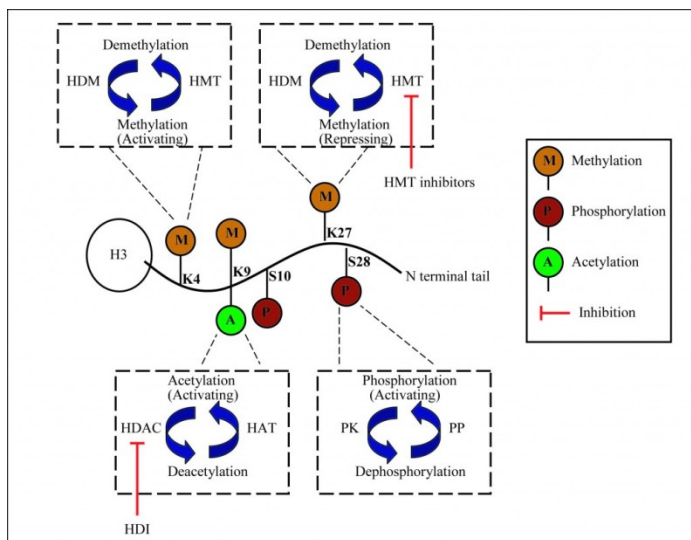 Demethylation
HDM HMT
Methylation
(Activating)
Demethylation
HDM HMT
Methylation
(Repressing)
HMT inhibitors
M Methylation
P Phosphorylation
A Acetylation
Inhibition
H3
M
K4
M
K9
A
S10
P
M
K27
S28
P
N terminal tail
Acetylation
(Activating)
HDAC HAT
Deacetylation
HDI
Phosphorylation
(Activating)
PK PP
Dephosphorylation